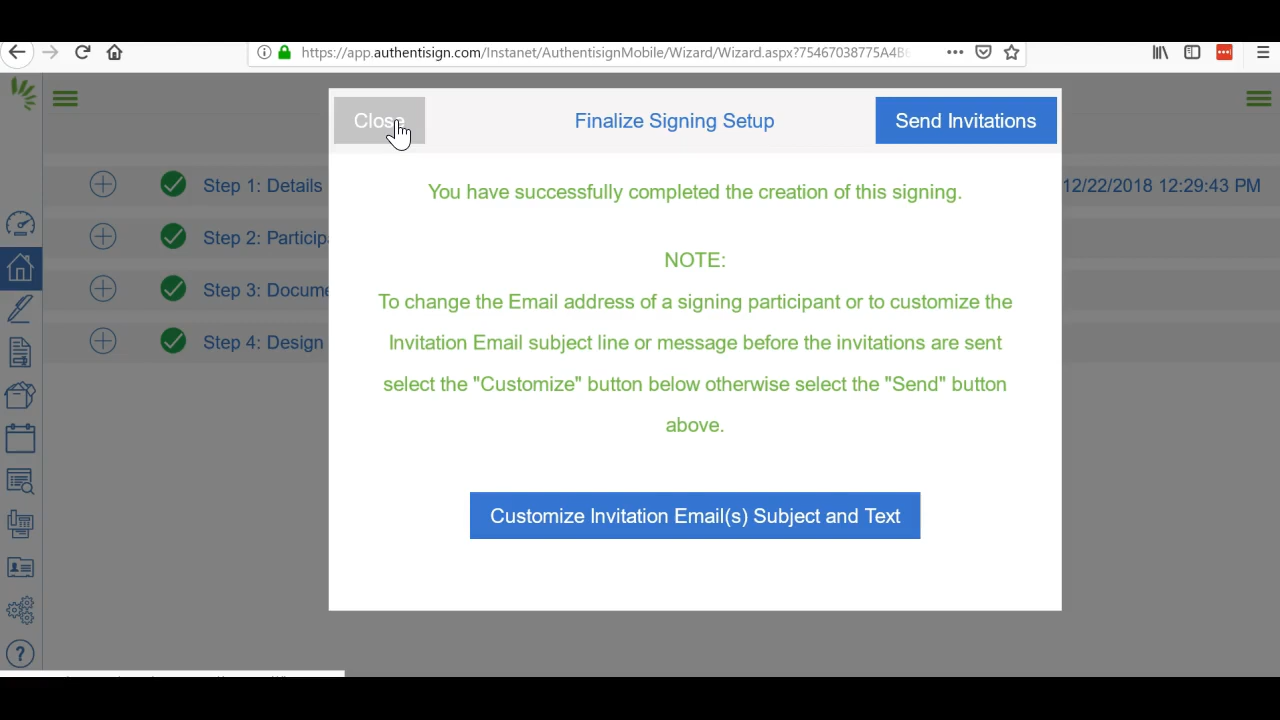 https://app.authentisign.com/Instanet/AuthentisignMobile/Wizard/Wizard.aspx?75467038775A4B
Close
Finalize Signing Setup
Send Invitations
You have successfully completed the creation of this signing.
Step 1: Details
12/22/2018 12:29:43 PM
Step 2: Particip
NOTE:
To change the Email address of a signing participant or to customize the
Step 3: Docume
Invitation Email subject line or message before the invitations are sent
Step 4: Design
select the "Customize" button below otherwise select the "Send" button
above.
Customize Invitation Email(s) Subject and Text